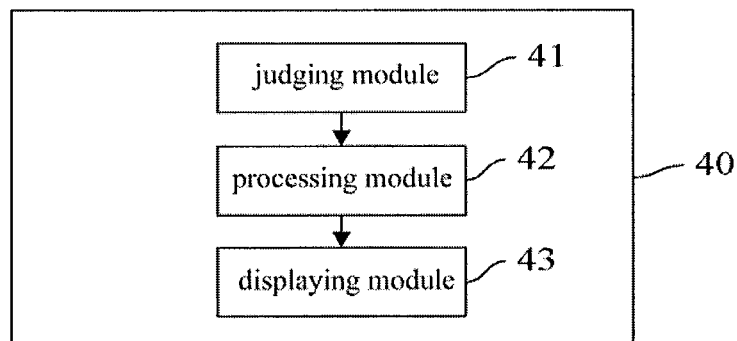 judging module 41
processing module 42
40
displaying module 43